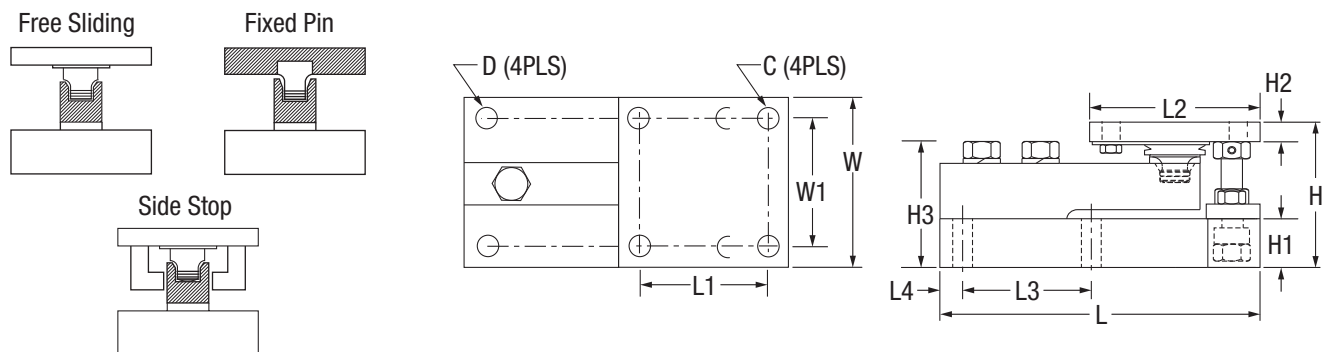 Free Sliding
Fixed Pin
Side Stop
D (4PLS)
C (4PLS)
W1
W
L1
L2
H2
H3
H
H1
L4
L3
L